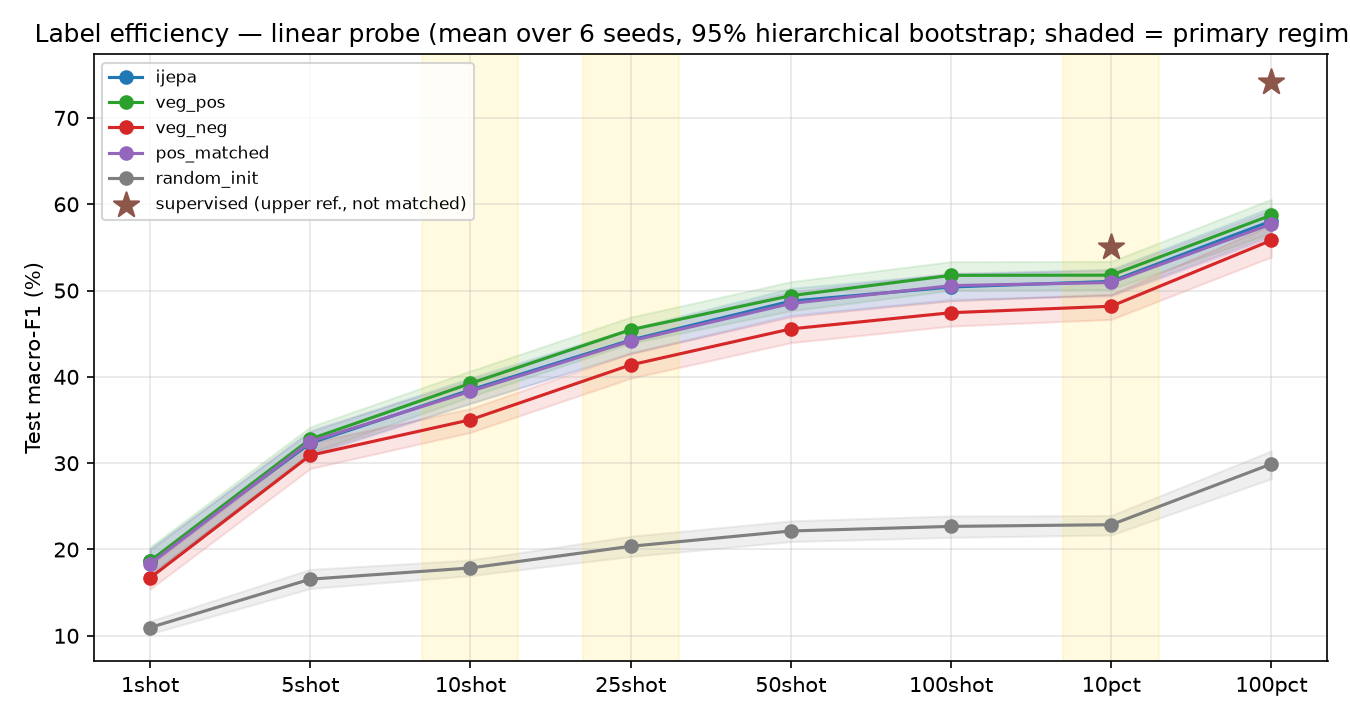 Label efficiency — linear probe (mean over 6 seeds, 95% hierarchical bootstrap; shaded = primary regim
ijepa
veg_pos
veg_neg
pos_matched
random_init
supervised (upper ref., not matched)
Test macro-F1 (%)
70
60
50
40
30
20
10
1shot 5shot 10shot 25shot 50shot 100shot 10pct 100pct